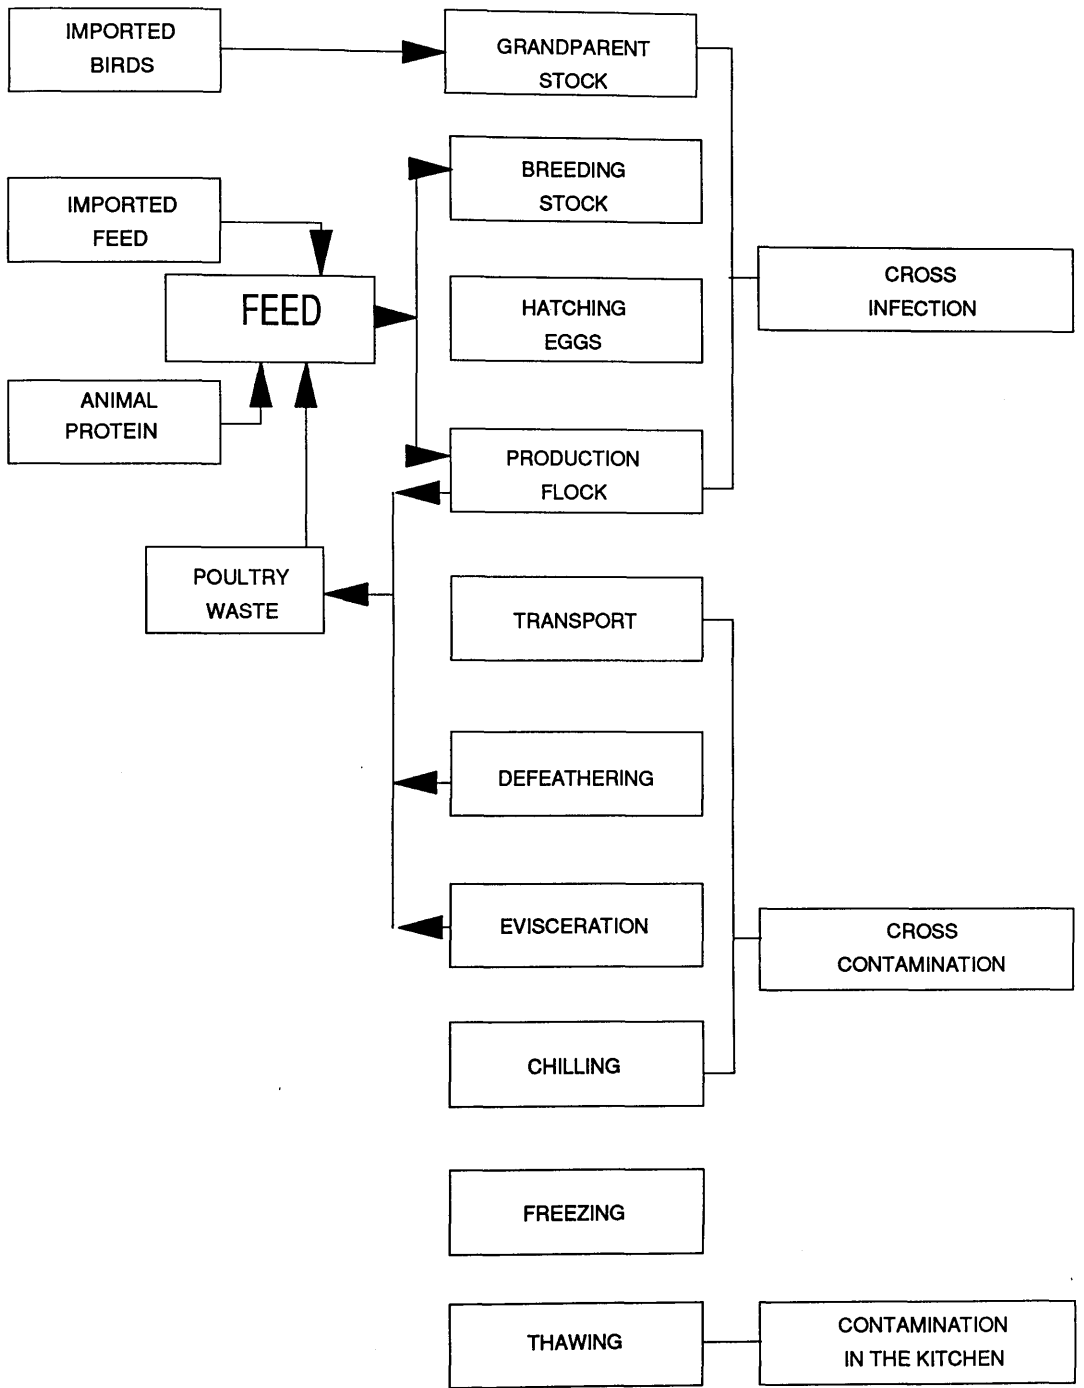 IMPORTED
BIRDS
GRANDPARENT
STOCK
BREEDING
STOCK
IMPORTED
FEED
CROSS
INFECTION
FEED
HATCHING
EGGS
ANIMAL
PROTEIN
PRODUCTION
FLOCK
POULTRY
WASTE
TRANSPORT
DEFEATHERING
EVISCERATION
CROSS
CONTAMINATION
CHILLING
FREEZING
THAWING
CONTAMINATION
IN THE KITCHEN